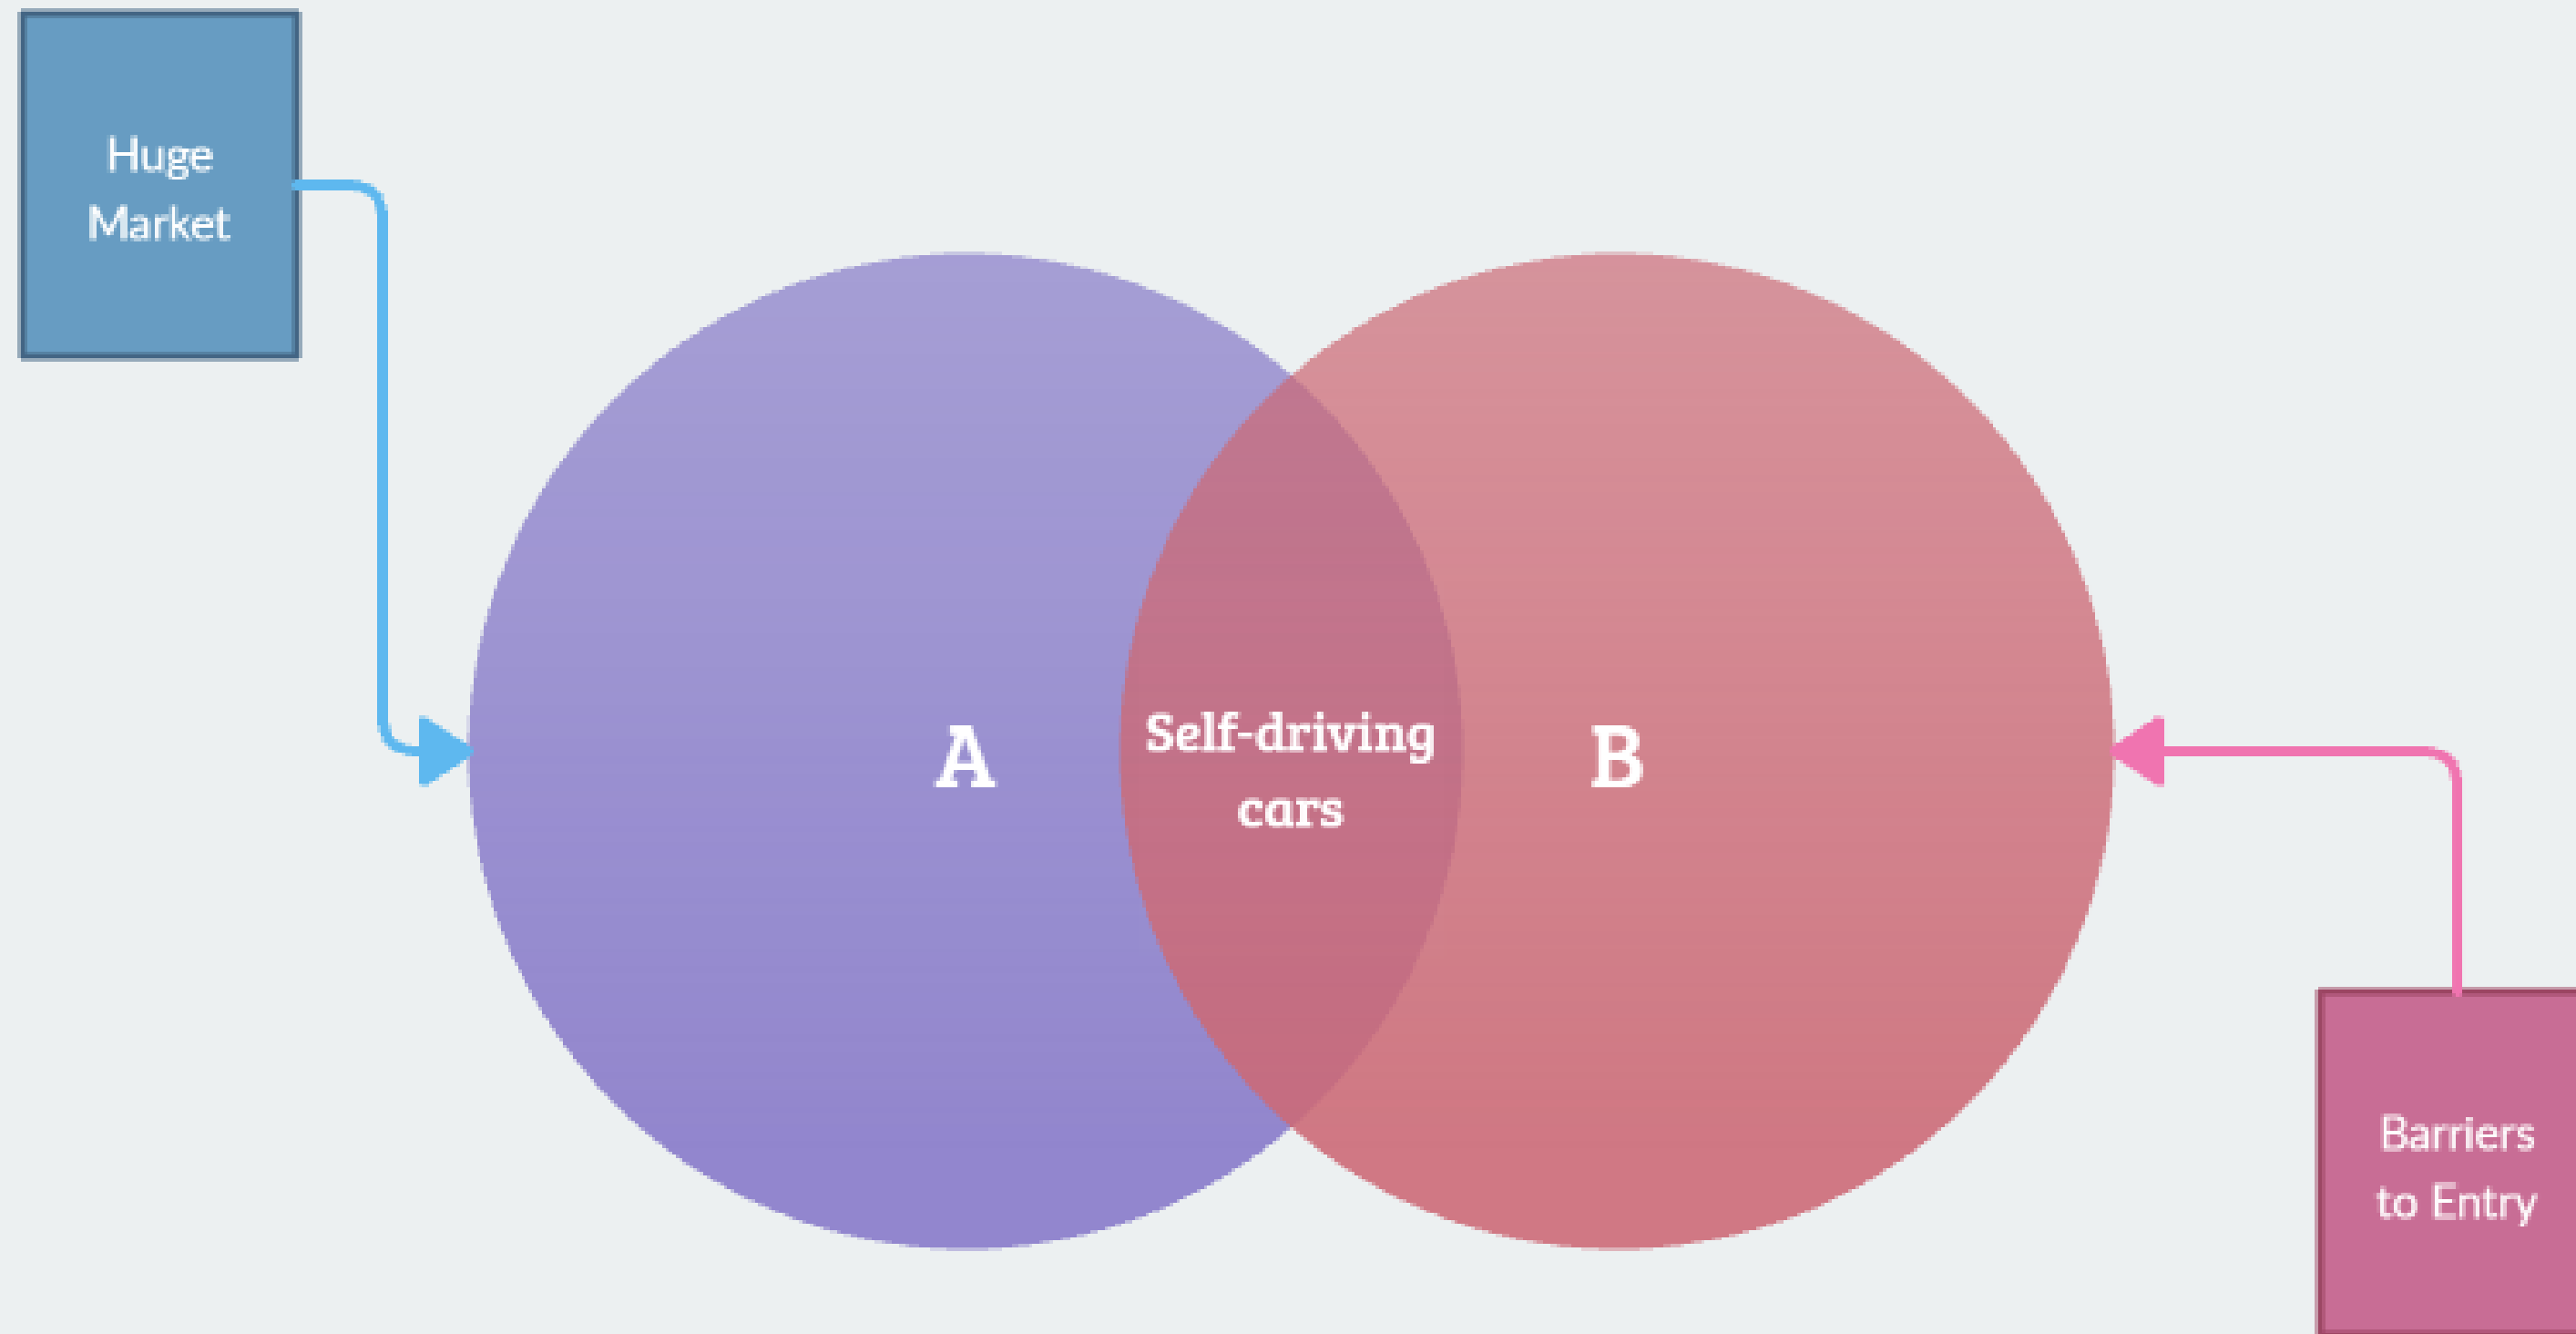 Huge
Market
A
Self-driving
cars
B
Barriers
to Entry